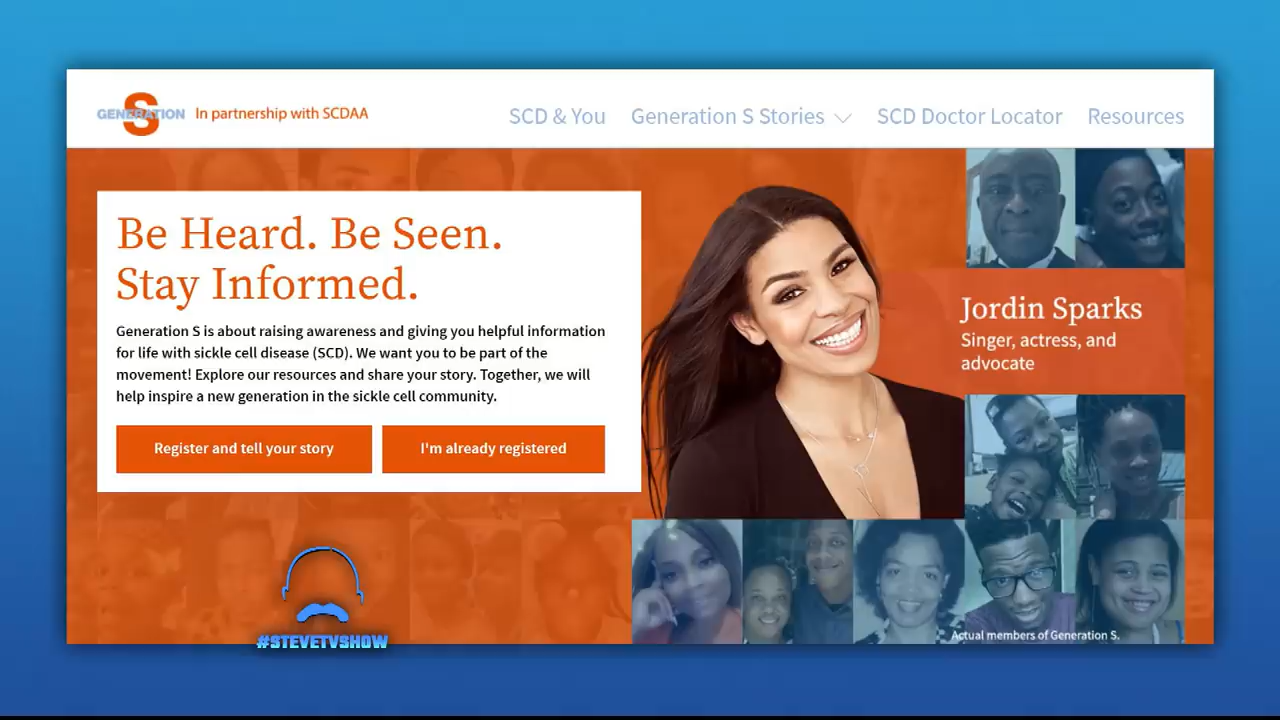 GENERATION S
In partnership with SCDAA
SCD & You
Generation S Stories
SCD Doctor Locator
Resources
Be Heard. Be Seen.
Stay Informed.
Generation S is about raising awareness and giving you helpful information
for life with sickle cell disease (SCD). We want you to be part of the
movement! Explore our resources and share your story. Together, we will
help inspire a new generation in the sickle cell community.
Register and tell your story
I'm already registered
Jordin Sparks
Singer, actress, and
advocate
Actual members of Generation S.
#STEVETVSHOW